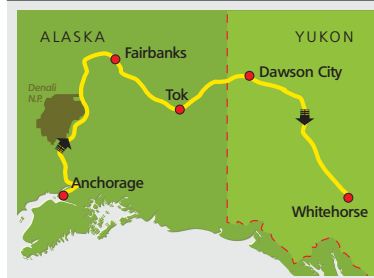 ALASKA
YUKON
Fairbanks
Dawson City
Denali
N.P.
Tok
Anchorage
Whitehorse